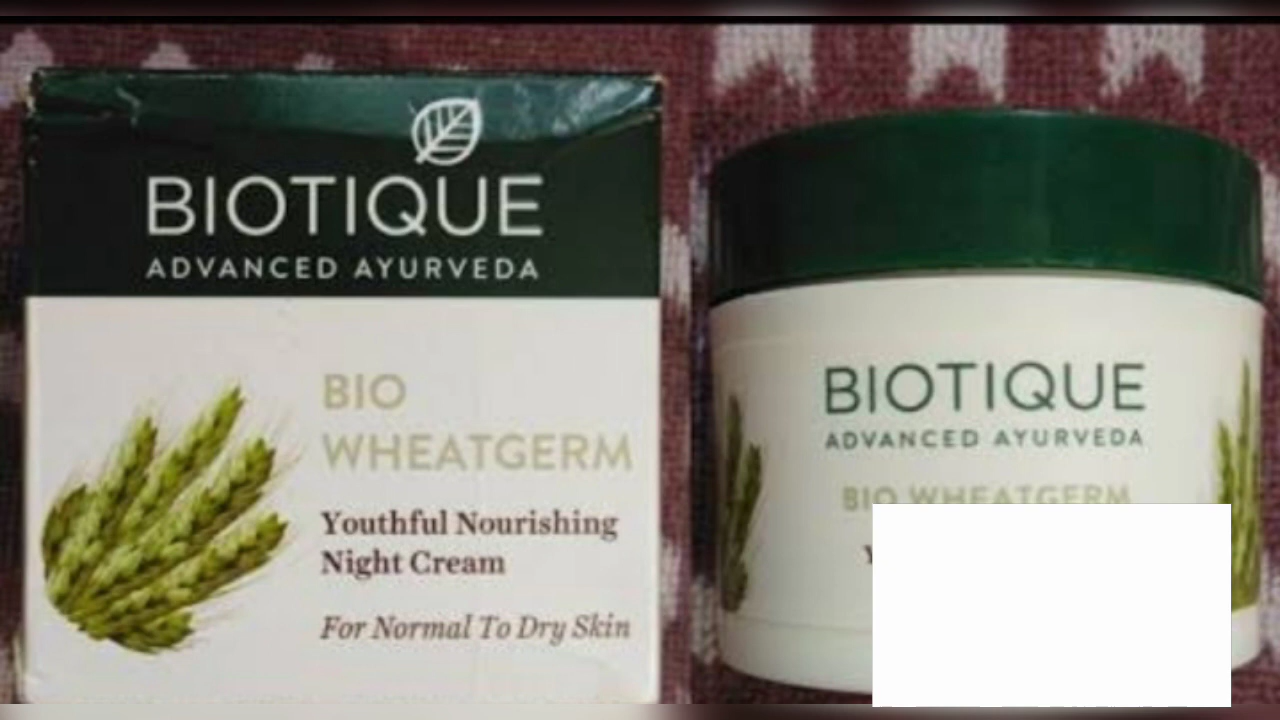 BIOTIQUE
ADVANCED AYURVEDA
BIO
WHEATGERM
Youthful Nourishing
Night Cream
For Normal To Dry Skin
BIOTIQUE
ADVANCED AYURVEDA
BIO WHEATGERM